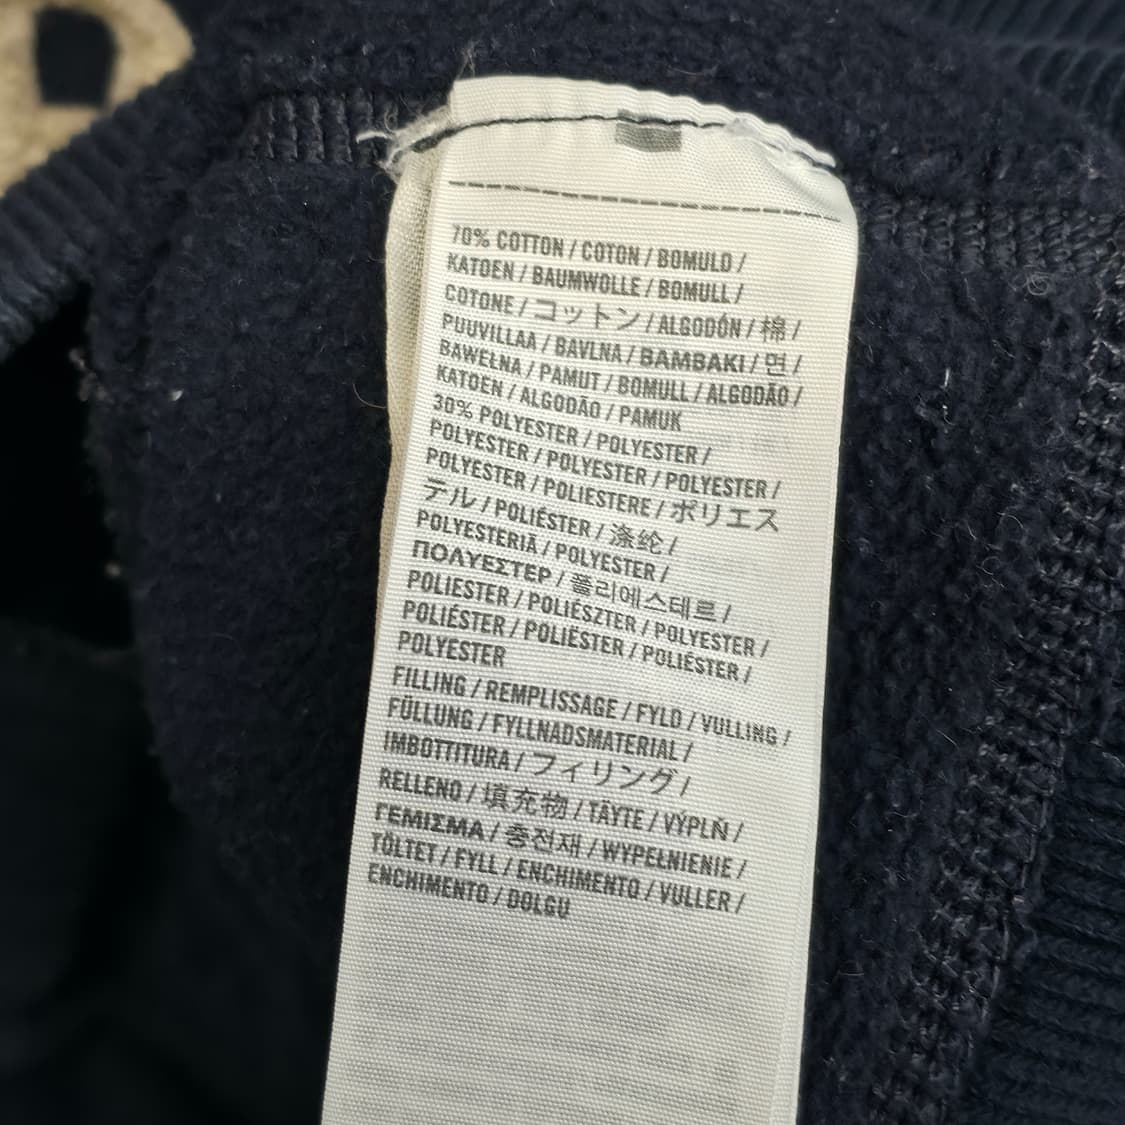 70% COTTON / COTON / BOMULD /
KATOEN / BAUMWOLLE / BOMULL /
COTONE / コットン / ALGODÓN / 棉 /
PUUVILLAA / BAVLNA / BAMBAKI / 면 /
BAWEŁNA / PAMUT / BOMULL / ALGODÃO /
KATOEN / ALGODÃO / PAMUK
30% POLYESTER / POLYESTER /
POLYESTER / POLYESTER / POLYESTER /
POLYESTER / POLIESTERE / ポリエス
テル / POLIÉSTER / 涤纶 /
POLYESTERIÄ / POLYESTER /
ΠΟΛΥΕΣΤΕΡ / 폴리에스테르 /
POLIESTER / POLIÉSZTER / POLYESTER /
POLIÉSTER / POLIÉSTER / POLIÉSTER /
POLYESTER
FILLING / REMPLISSAGE / FYLD / VULLING /
FÜLLUNG / FYLLNADSMATERIAL /
IMBOTTITURA / フィリング /
RELLENO / 填充物 / TÄYTE / VÝPLŇ /
ΓΕΜΙΣΜΑ / 충전재 / WYPEŁNIENIE /
TÖLTET / FYLL / ENCHIMENTO / VULLER /
ENCHIMENTO / DOLGU